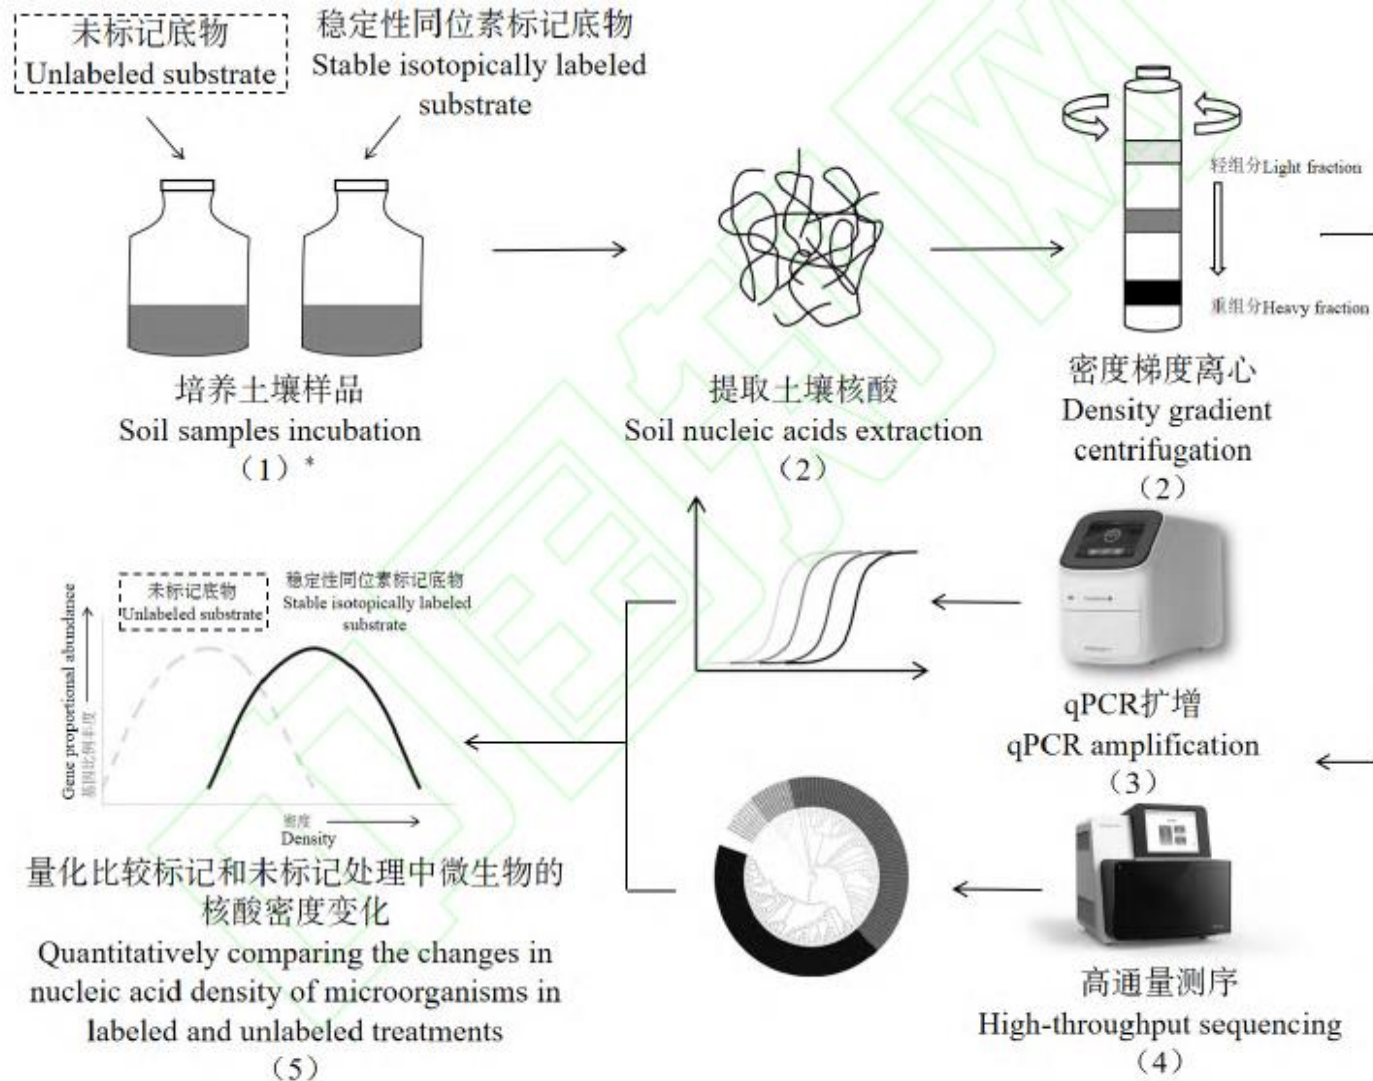 未标记底物
Unlabeled substrate
稳定性同位素标记底物
Stable isotopically labeled
substrate
轻组分Light fraction
重组分Heavy fraction
培养土壤样品
Soil samples incubation
（1）*
提取土壤核酸
Soil nucleic acids extraction
（2）
密度梯度离心
Density gradient
centrifugation
（2）
qPCR扩增
qPCR amplification
（3）
高通量测序
High-throughput sequencing
（4）
未标记底物
Unlabeled substrate
稳定性同位素标记底物
Stable isotopically labeled
substrate
Gene proportional abundance
基因比例丰度
密度
Density
量化比较标记和未标记处理中微生物的
核酸密度变化
Quantitatively comparing the changes in
nucleic acid density of microorganisms in
labeled and unlabeled treatments
（5）